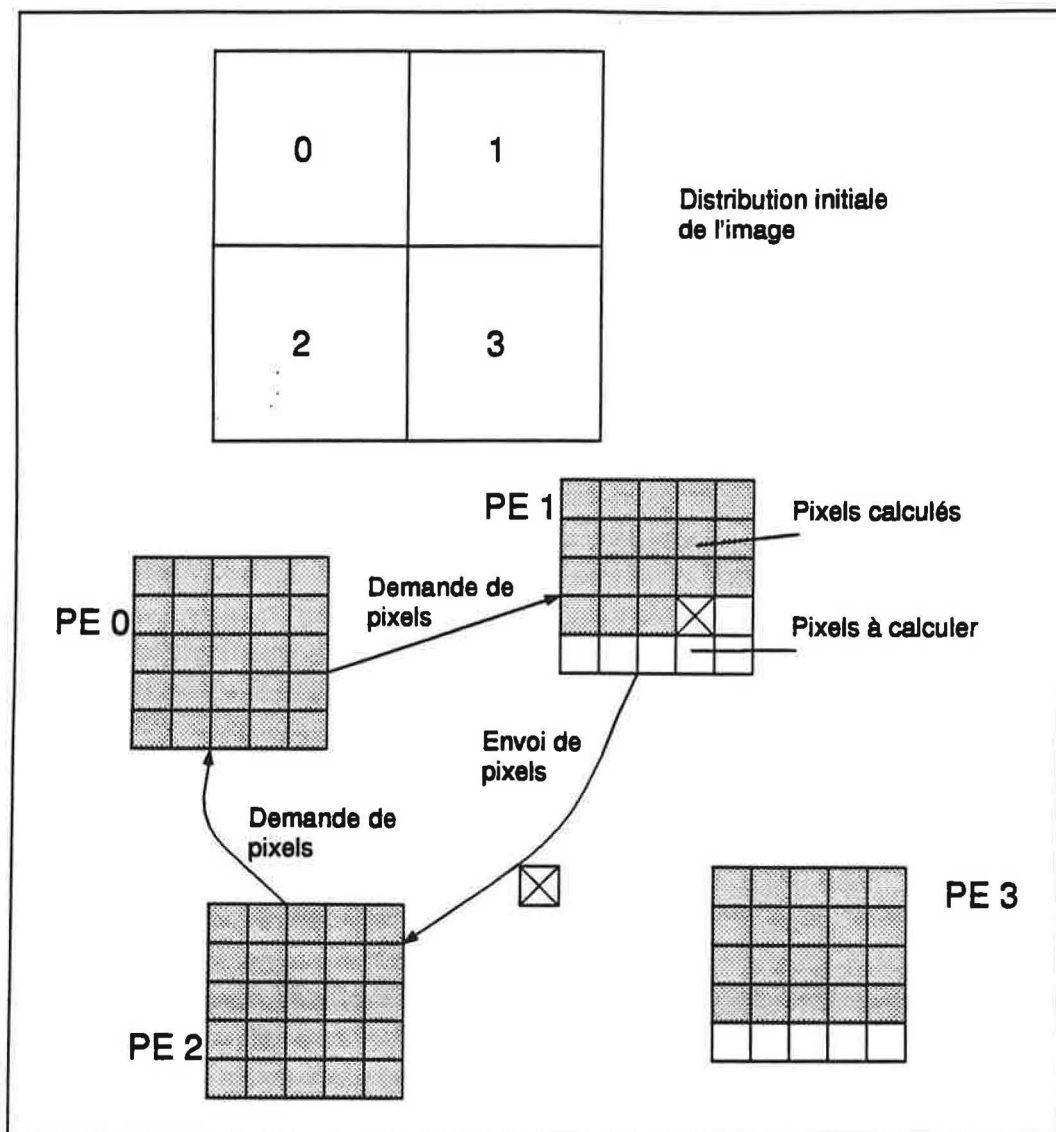 0 1
Distribution initiale
de l'image
2 3
PE 1
Pixels calculés
Demande de
pixels
PE 0
Pixels à calculer
Envoi de
pixels
Demande de
pixels
PE 3
PE 2